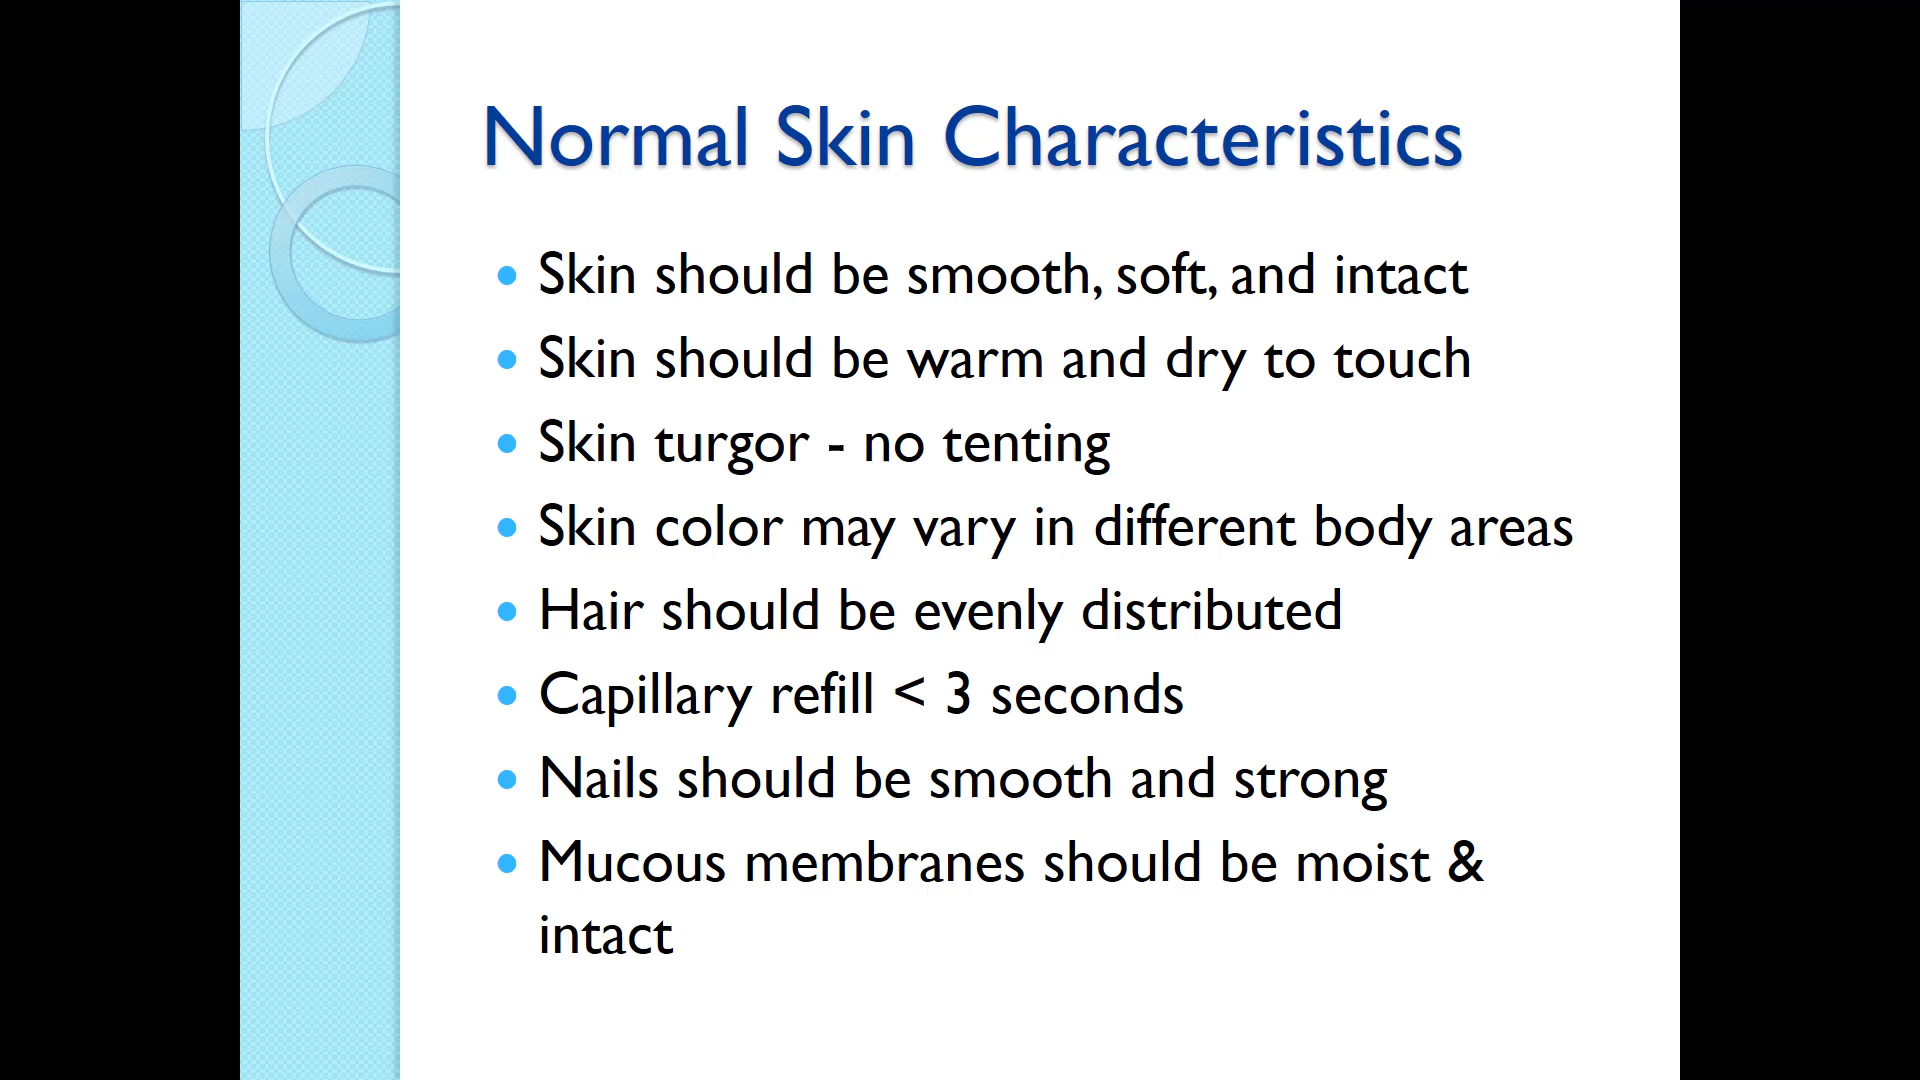 Normal Skin Characteristics
• Skin should be smooth, soft, and intact
• Skin should be warm and dry to touch
• Skin turgor - no tenting
• Skin color may vary in different body areas
• Hair should be evenly distributed
• Capillary refill < 3 seconds
• Nails should be smooth and strong
• Mucous membranes should be moist &
intact